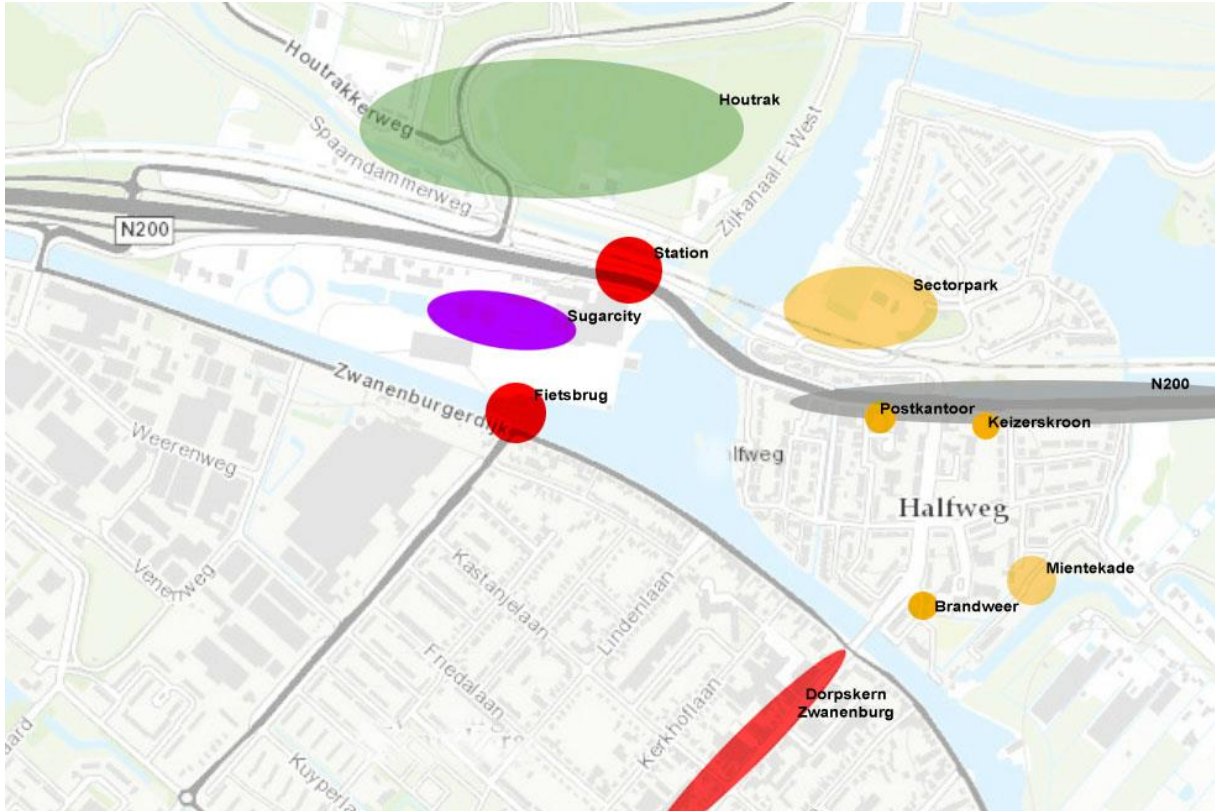 Houtrakkerweg
Houtrak
Spaarndammerweg
Zijkanaal F-West
N200
Station
Sectorpark
Sugarcity
Zwanenburgerdijk
Fietsbrug
N200
Postkantoor
Keizerskroon
Weerenweg
lfweg
Halfweg
Venenweg
Kastanjelaan
Lindenlaan
Mientekade
Brandweer
Friedalaan
Kerkhoflaan
Dorpskern
Zwanenburg
Kuyperla
aard